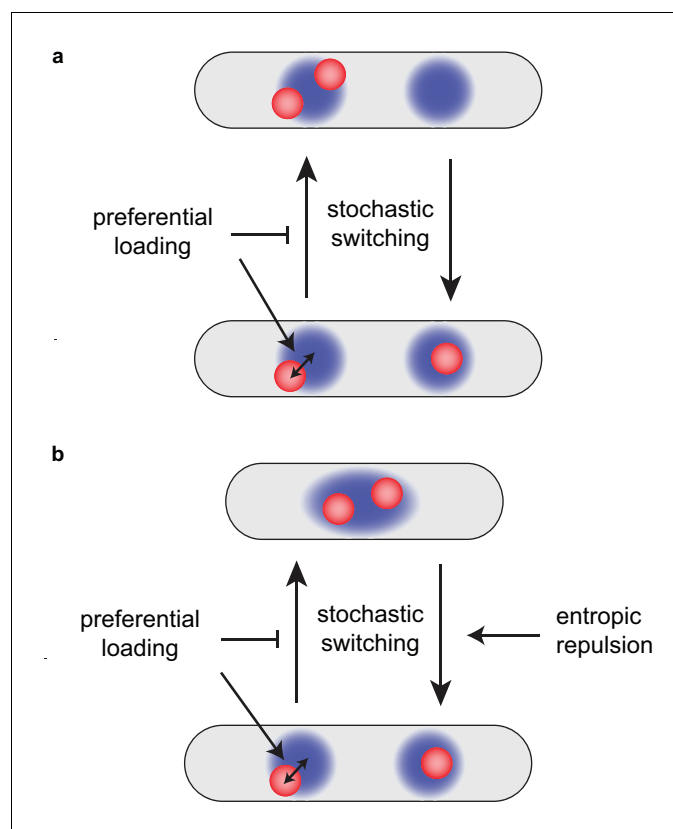 a
preferential
loading
stochastic
switching
b
preferential
loading
stochastic
switching
entropic
repulsion